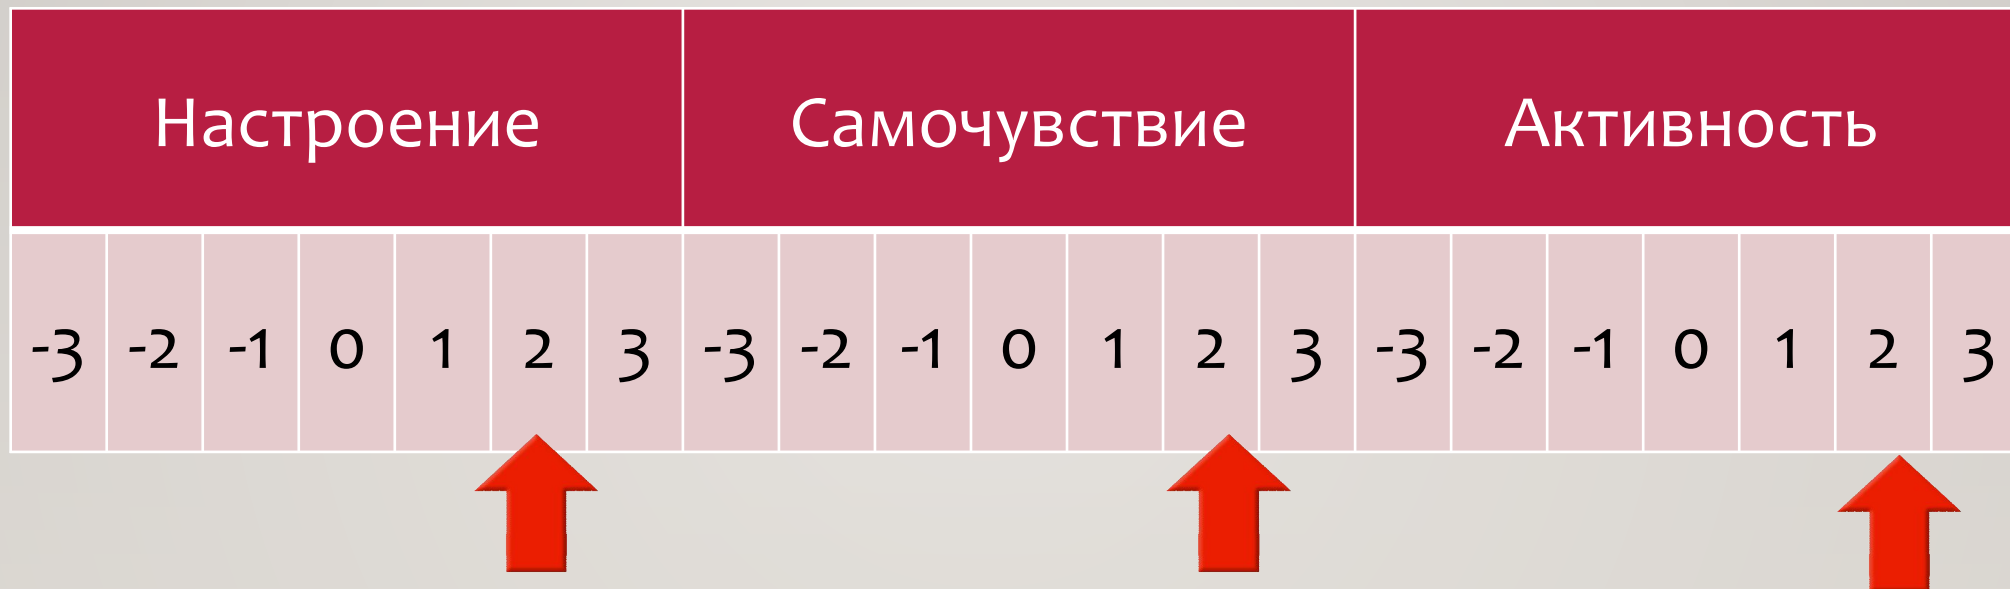 Настроение Самочувствие Активность
-3 -2 -1 0 1 2 3 -3 -2 -1 0 1 2 3 -3 -2 -1 0 1 2 3